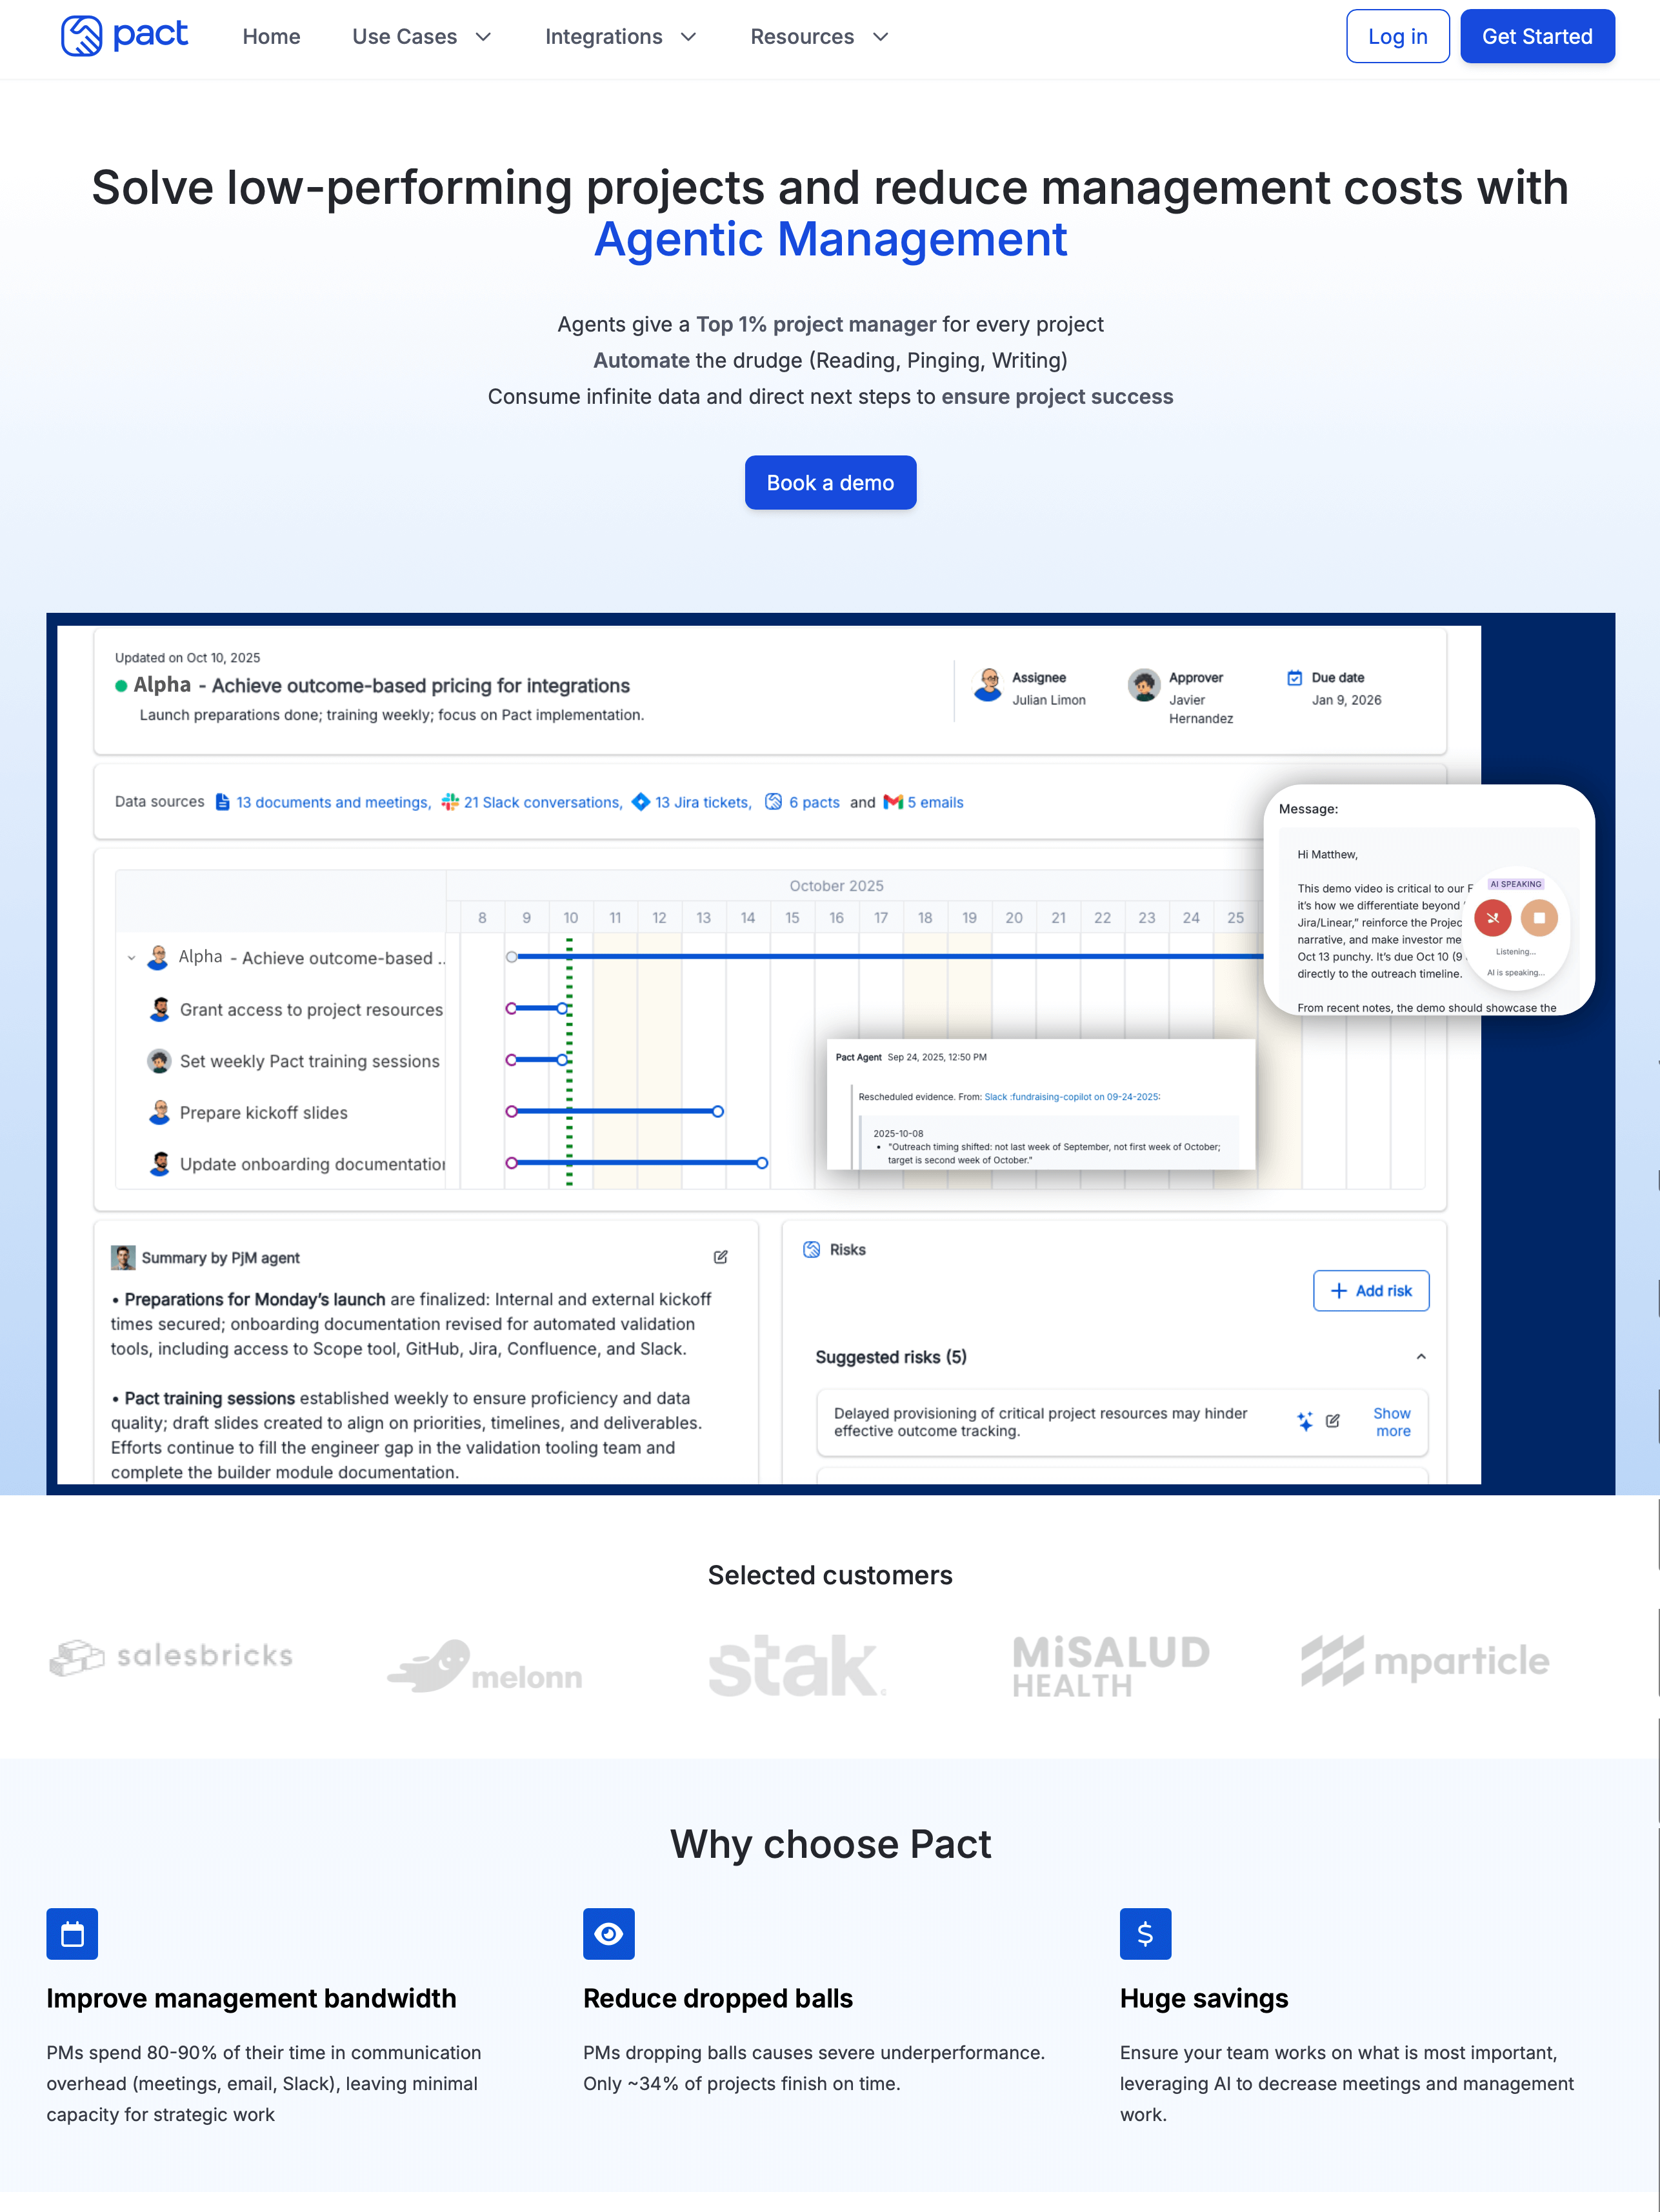 pact
Home
Use Cases
Integrations
Resources
Log in
Get Started
Solve low-performing projects and reduce management costs with
Agentic Management
Agents give a Top 1% project manager for every project
Automate the drudge (Reading, Pinging, Writing)
Consume infinite data and direct next steps to ensure project success
Book a demo
Updated on Oct 10, 2025
Alpha - Achieve outcome-based pricing for integrations
Launch preparations done; training weekly; focus on Pact implementation.
Assignee
Julian Limon
Approver
Javier
Hernandez
Due date
Jan 9, 2026
Data sources 13 documents and meetings, 21 Slack conversations, 13 Jira tickets, 6 pacts and 5 emails
October 2025
8 9 10 11 12 13 14 15 16 17 18 19 20 21 22 23 24 25
Alpha - Achieve outcome-based ..
Grant access to project resources
Set weekly Pact training sessions
Prepare kickoff slides
Update onboarding documentation
Message:
Hi Matthew,
This demo video is critical to our F
it's how we differentiate beyond
Jira/Linear," reinforce the Projec
narrative, and make investor me
Oct 13 punchy. It's due Oct 10 (9
directly to the outreach timeline.
From recent notes, the demo should showcase the
AI SPEAKING
Listening...
AI is speaking...
Pact Agent Sep 24, 2025, 12:50 PM
Rescheduled evidence. From: Slack :fundraising-copilot on 09-24-2025:
2025-10-08
• "Outreach timing shifted: not last week of September, not first week of October;
target is second week of October."
Summary by PjM agent
• Preparations for Monday's launch are finalized: Internal and external kickoff
times secured; onboarding documentation revised for automated validation
tools, including access to Scope tool, GitHub, Jira, Confluence, and Slack.
• Pact training sessions established weekly to ensure proficiency and data
quality; draft slides created to align on priorities, timelines, and deliverables.
Efforts continue to fill the engineer gap in the validation tooling team and
complete the builder module documentation.
Risks
+ Add risk
Suggested risks (5)
Delayed provisioning of critical project resources may hinder
effective outcome tracking.
Show
more
Selected customers
salesbricks
melonn
stak
MiSALUD
HEALTH
mparticle
Why choose Pact
Improve management bandwidth
PMs spend 80-90% of their time in communication
overhead (meetings, email, Slack), leaving minimal
capacity for strategic work
Reduce dropped balls
PMs dropping balls causes severe underperformance.
Only ~34% of projects finish on time.
$
Huge savings
Ensure your team works on what is most important,
leveraging AI to decrease meetings and management
work.